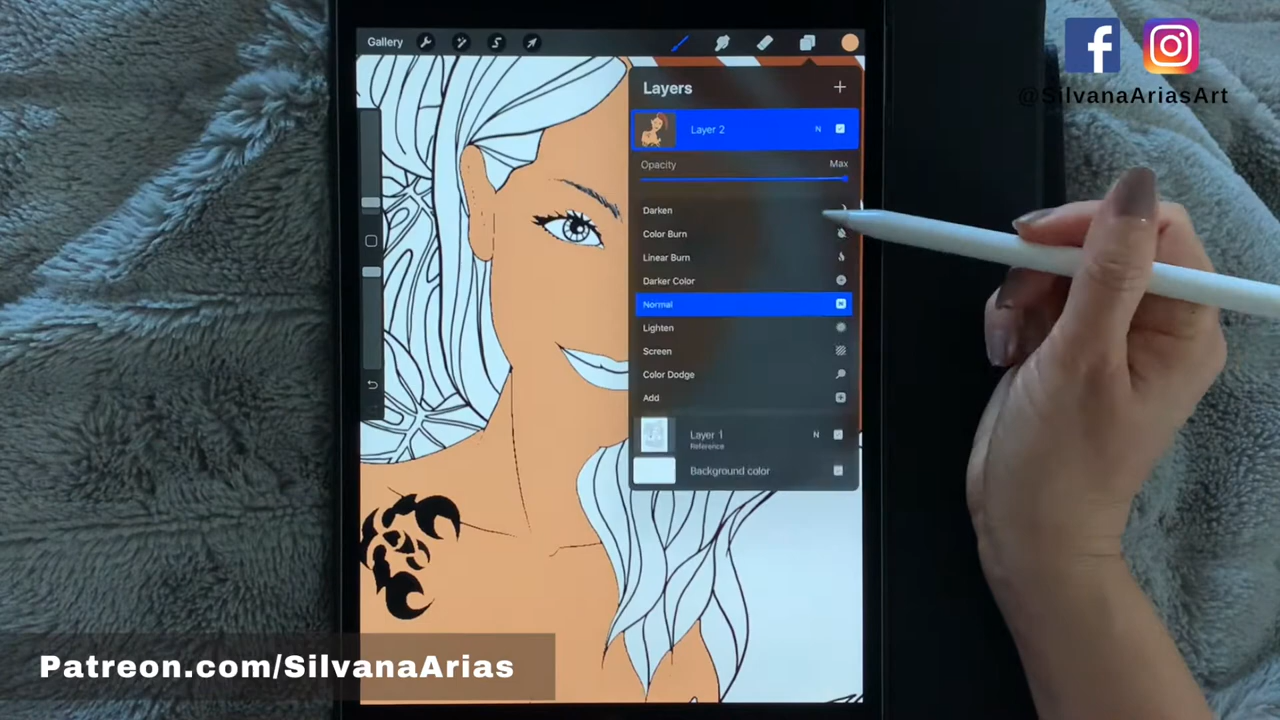 Gallery
Layers
Layer 2
N
Opacity
Max
Darken
Color Burn
Linear Burn
Darker Color
Normal
N
Lighten
Screen
Color Dodge
Add
Layer 1
N
Reference
Background color
@SilvanaAriasArt
Patreon.com/SilvanaArias